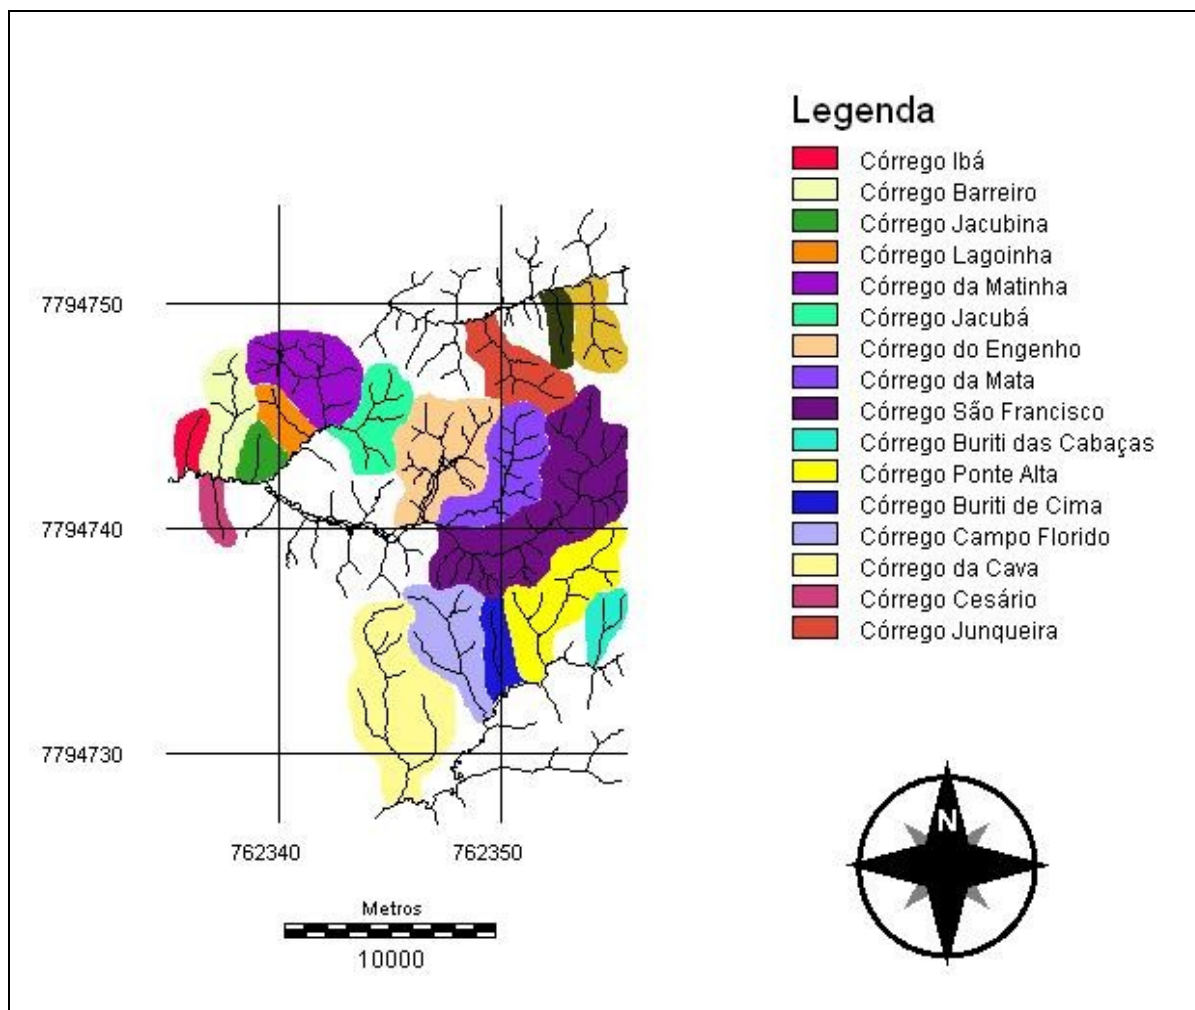 Legenda
Córrego Ibá
Córrego Barreiro
Córrego Jacubina
Córrego Lagoinha
Córrego da Matinha
Córrego Jacubá
Córrego do Engenho
Córrego da Mata
Córrego São Francisco
Córrego Buriti das Cabaças
Córrego Ponte Alta
Córrego Buriti de Cima
Córrego Campo Florido
Córrego da Cava
Córrego Cesário
Córrego Junqueira
7794750
7794740
7794730
762340
762350
Metros
10000
N